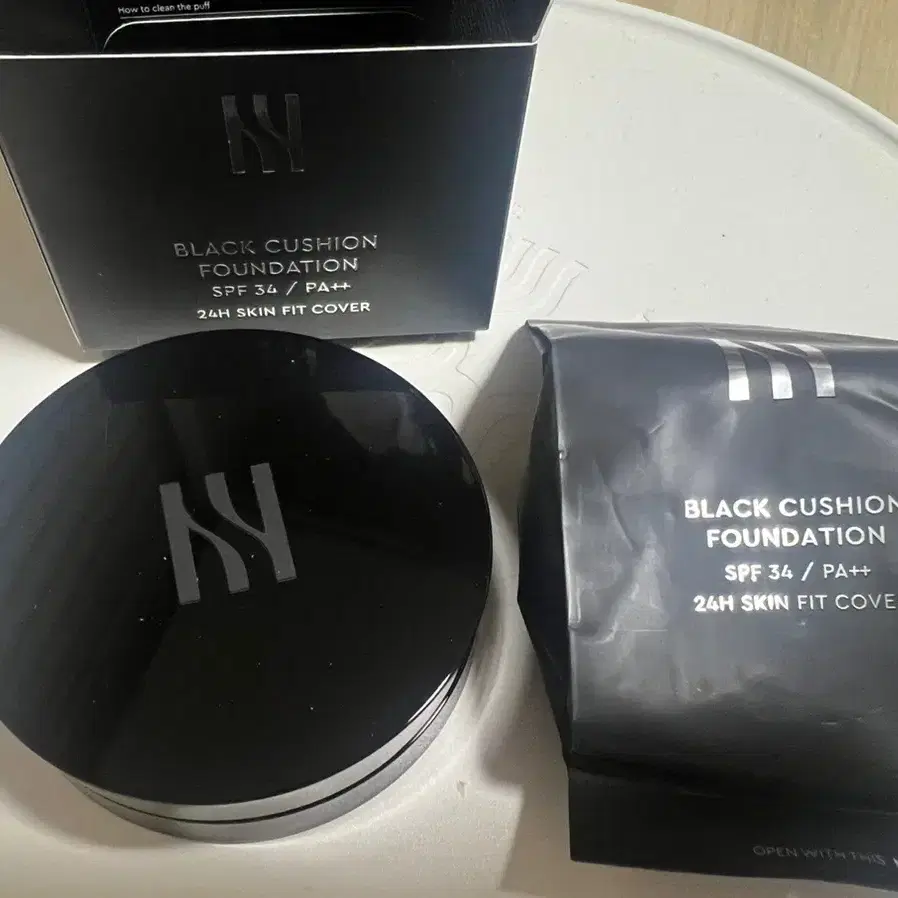 How to clean the puff
BLACK CUSHION
FOUNDATION
SPF 34 / PA++
24H SKIN FIT COVER
BLACK CUSHION
FOUNDATION
SPF 34 / PA++
24H SKIN FIT COVE
OPEN WITH THIS